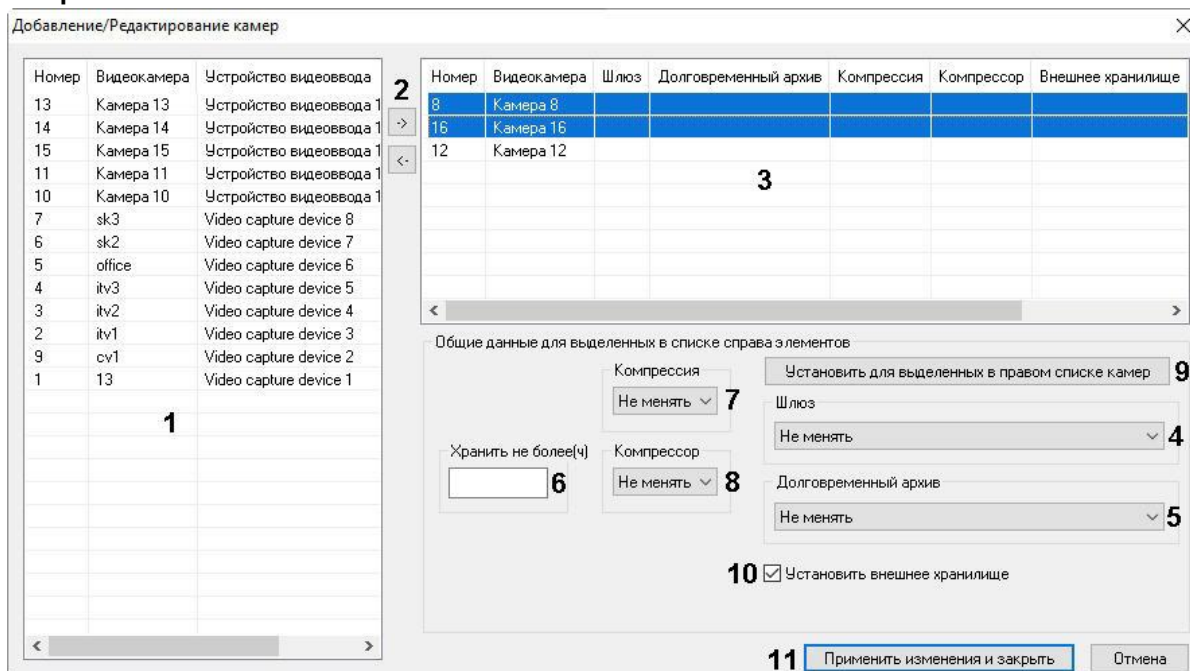 Добавление/Редактирование камер
Номер Видеокамера Устройство видеоввода
13 Камера 13 Устройство видеоввода 1
14 Камера 14 Устройство видеоввода 1
15 Камера 15 Устройство видеоввода 1
11 Камера 11 Устройство видеоввода 1
10 Камера 10 Устройство видеоввода 1
7 sk3 Video capture device 8
6 sk2 Video capture device 7
5 office Video capture device 6
4 itv3 Video capture device 5
3 itv2 Video capture device 4
2 itv1 Video capture device 3
9 cv1 Video capture device 2
1 13 Video capture device 1
1
2
->
<-
Номер Видеокамера Шлюз Долговременный архив Компрессия Компрессор Внешнее хранилище
8 Камера 8
16 Камера 16
12 Камера 12
3
Общие данные для выделенных в списке справа элементов
Компрессия
Не менять 7
Установить для выделенных в правом списке камер 9
Шлюз
Не менять 4
Хранить не более(ч)
6
Компрессор
Не менять 8
Долговременный архив
Не менять 5
10 Установить внешнее хранилище
11 Применить изменения и закрыть Отмена